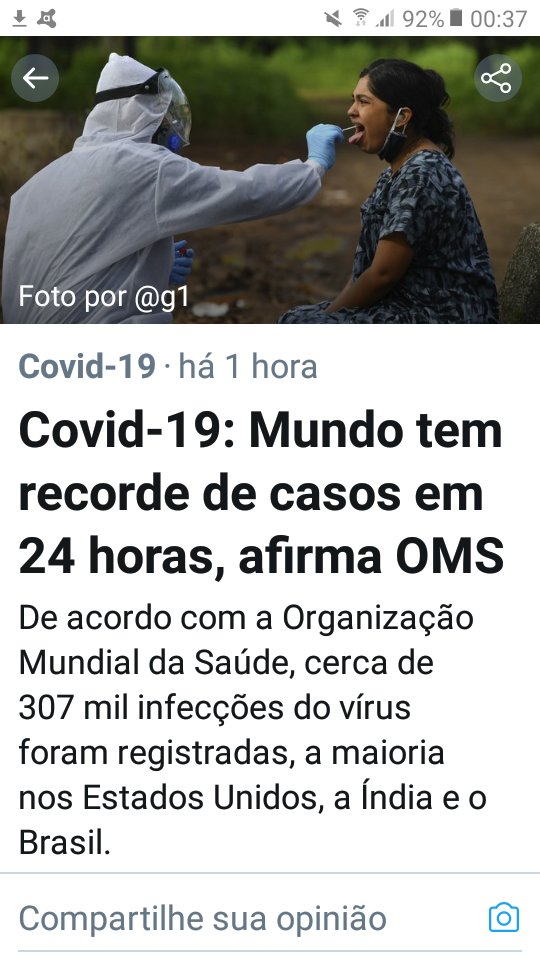 92% 00:37
Foto por @g1
Covid-19 · há 1 hora
Covid-19: Mundo tem
recorde de casos em
24 horas, afirma OMS
De acordo com a Organização
Mundial da Saúde, cerca de
307 mil infecções do vírus
foram registradas, a maioria
nos Estados Unidos, a Índia e o
Brasil.
Compartilhe sua opinião